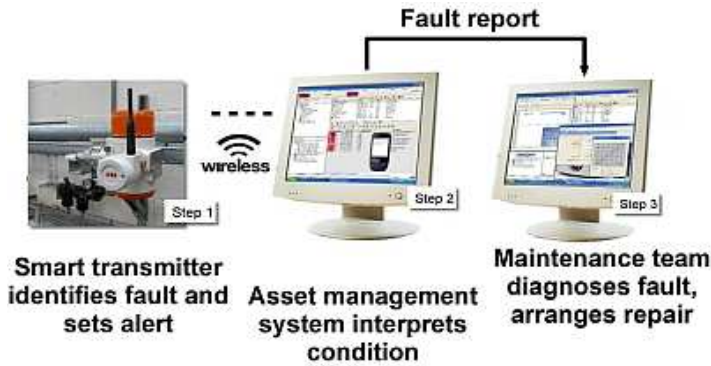 Fault report
wireless
Step 1
Step 2
Step 3
Smart transmitter
identifies fault and
sets alert
Asset management
system interprets
condition
Maintenance team
diagnoses fault,
arranges repair